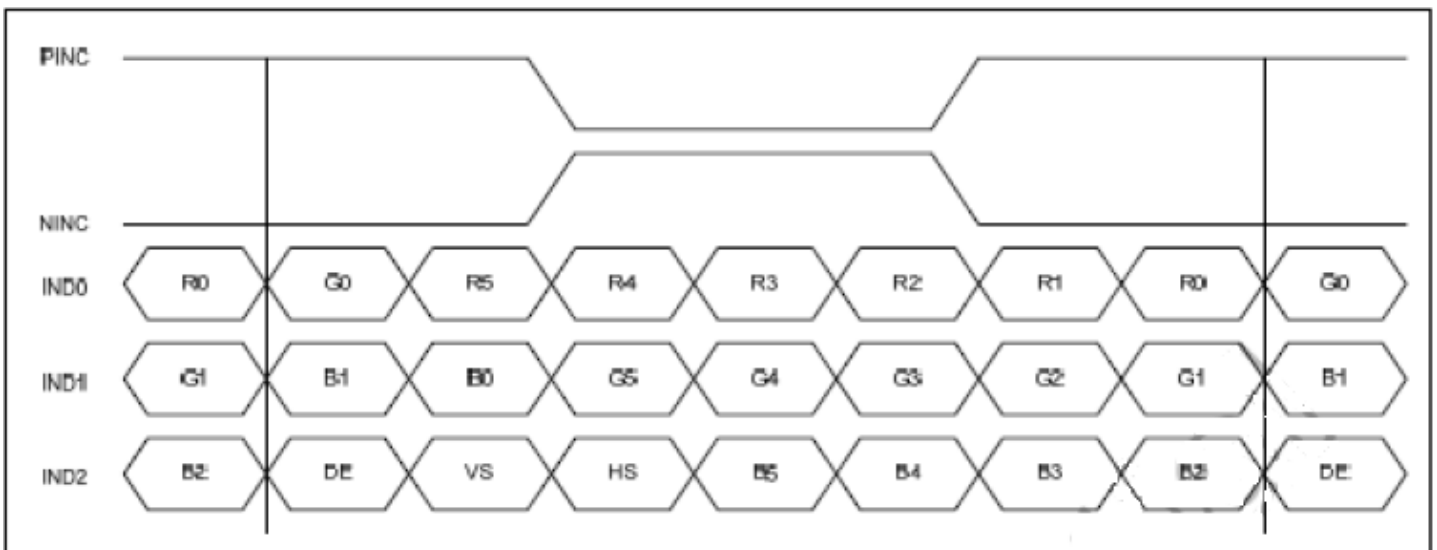 PINC
NINC
IND0 R0 G0 R5 R4 R3 R2 R1 R0 G0
IND1 G1 B1 B0 G5 G4 G3 G2 G1 B1
IND2 B2 DE VS HS B5 B4 B3 B2 DE